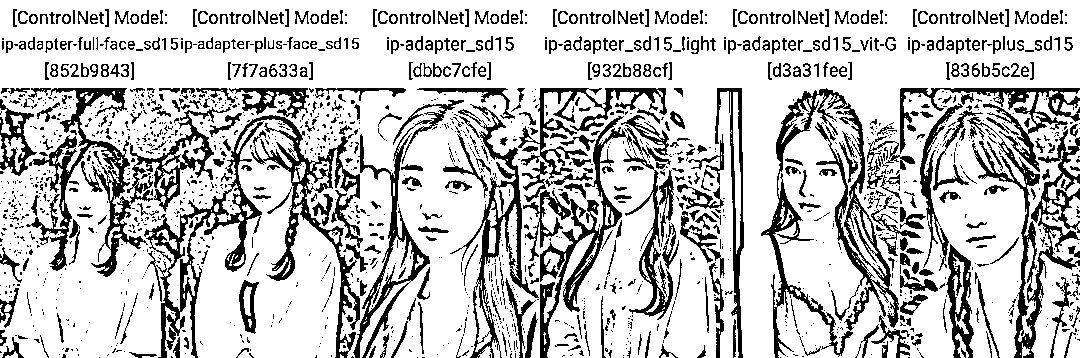 [ControlNet] Model:
ip-adapter-full-face_sd15
[852b9843]
[ControlNet] Model:
ip-adapter-plus-face_sd15
[7f7a633a]
[ControlNet] Model:
ip-adapter_sd15
[dbbc7cfe]
[ControlNet] Model:
ip-adapter_sd15_light
[932b88cf]
[ControlNet] Model:
ip-adapter_sd15_vit-G
[d3a31fee]
[ControlNet] Model:
ip-adapter-plus_sd15
[836b5c2e]